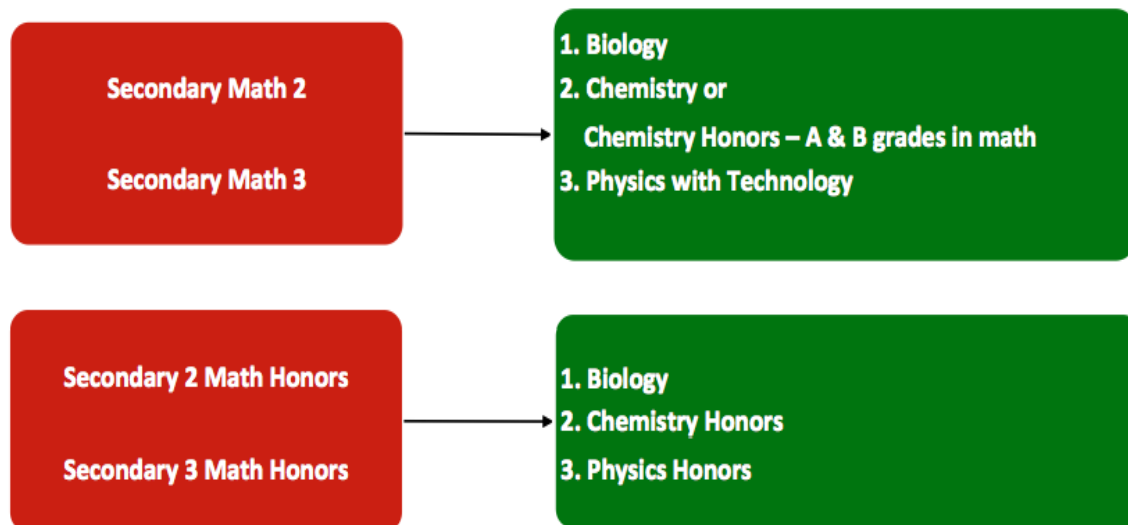 Secondary Math 2
Secondary Math 3
1. Biology
2. Chemistry or
Chemistry Honors – A & B grades in math
3. Physics with Technology
Secondary 2 Math Honors
Secondary 3 Math Honors
1. Biology
2. Chemistry Honors
3. Physics Honors